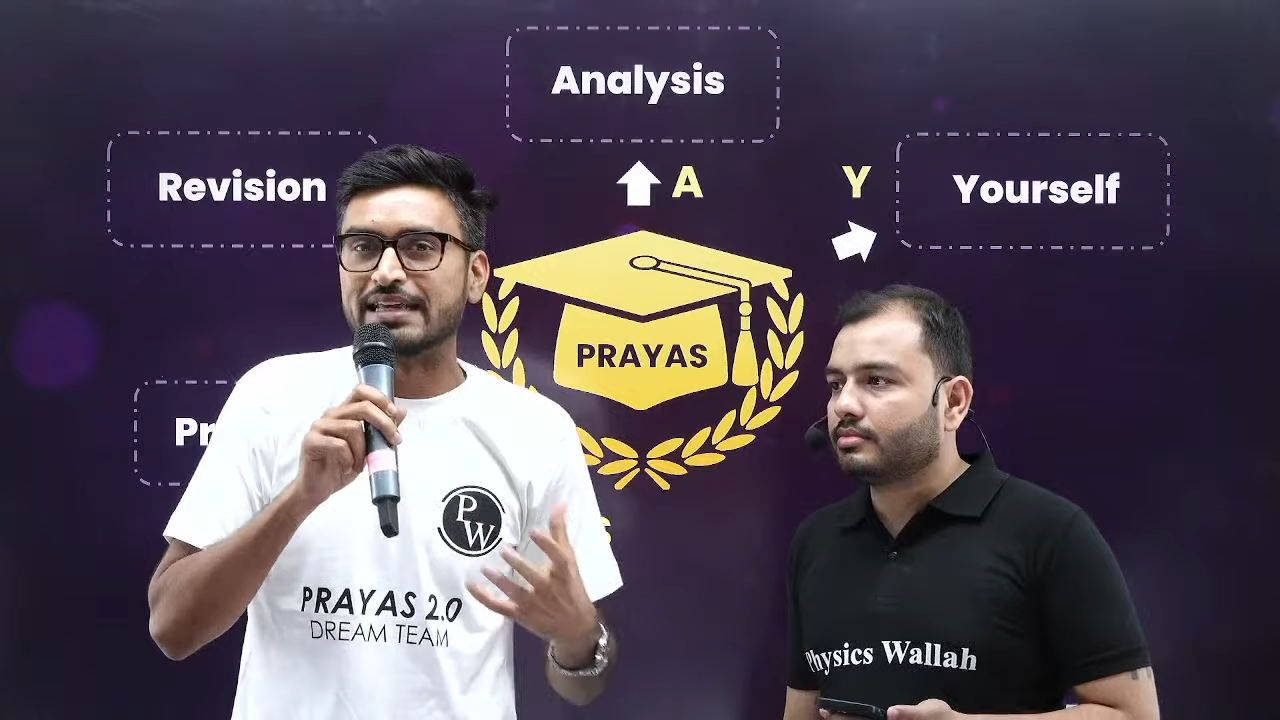 Analysis
A
Y
Revision
Yourself
PRAYAS
PW
PRAYAS 2.0
DREAM TEAM
Physics Wallah